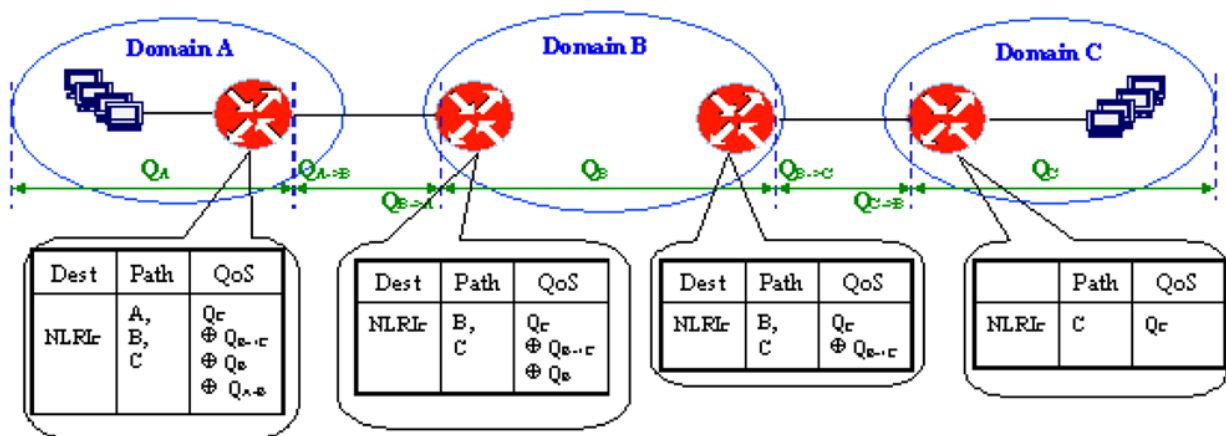 Domain A
Domain B
Domain C
QA
QA->B
QB->A
QB
QB->C
QC->B
QC
Dest Path QoS
NLRIc
A,
B,
C
Qc
⊕ QB->C
⊕ QB
⊕ QA->B
Dest Path QoS
NLRIc
B,
C
Qc
⊕ QB->C
⊕ QB
Dest Path QoS
NLRIc
B,
C
Qc
⊕ QB->C
Path QoS
NLRIc C Qc